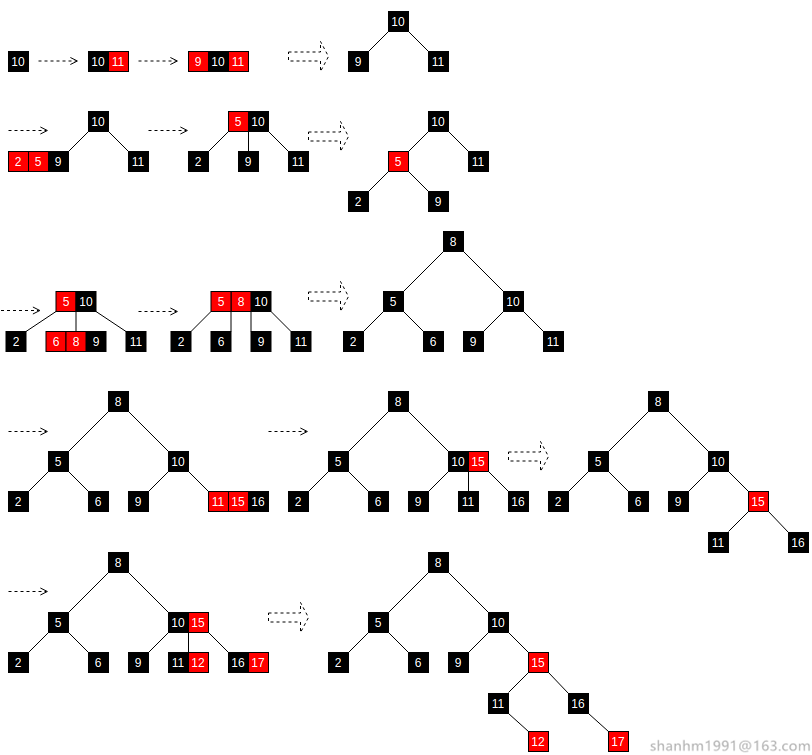 10 10 11 9 10 11 10
9 11
10 5 10 10
2 5 9 11 2 9 11 5 11
2 9
8
5 10 5 8 10 5 10
2 6 8 9 11 2 6 9 11 2 6 9 11
8 8 8
5 10 5 10 15 5 10
2 6 9 11 15 16 2 6 9 11 16 2 6 9 15
11 16
8 8
5 10 15 5 10
2 6 9 11 12 16 17 2 6 9 15
11 16
12 17
shanhm1991@163.com